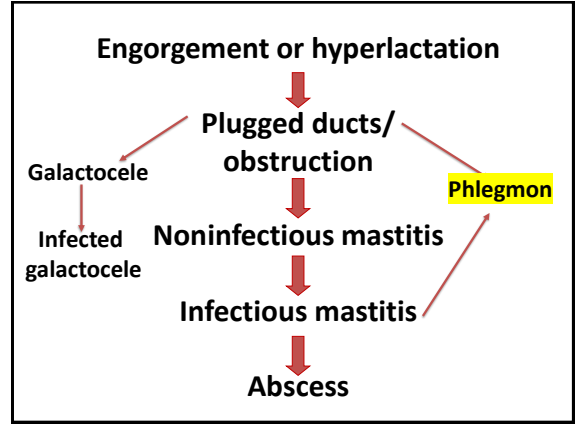 Engorgement or hyperlactation
Plugged ducts/
obstruction
Galactocele
Phlegmon
Infected
galactocele
Noninfectious mastitis
Infectious mastitis
Abscess